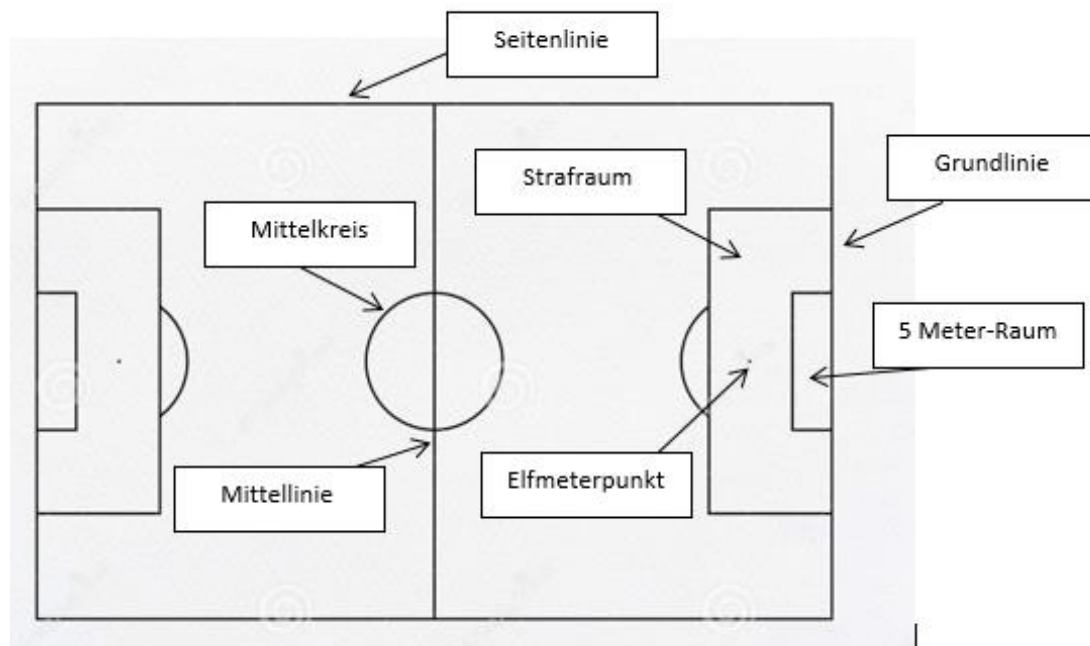 Seitenlinie
Strafraum
Grundlinie
Mittelkreis
5 Meter-Raum
Mittellinie
Elfmeterpunkt